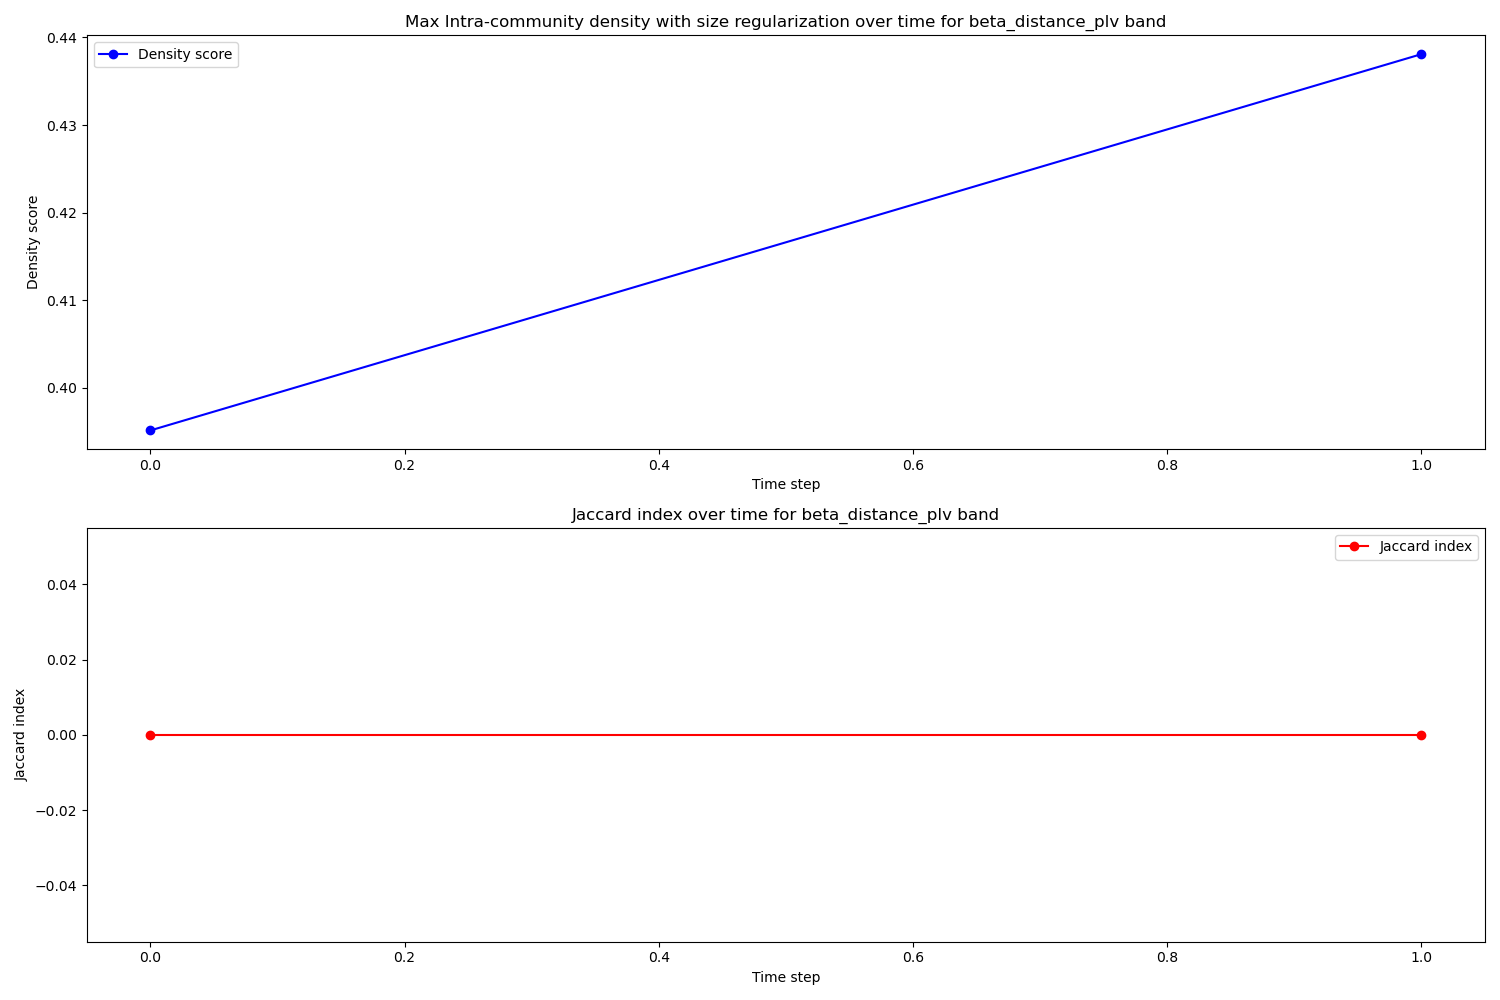 Max Intra-community density with size regularization over time for beta_distance_plv band
Density score
0.44
0.43
0.42
0.41
0.40
Density score
0.0 0.2 0.4 0.6 0.8 1.0
Time step
Jaccard index over time for beta_distance_plv band
Jaccard index
0.04
0.02
0.00
−0.02
−0.04
Jaccard index
0.0 0.2 0.4 0.6 0.8 1.0
Time step